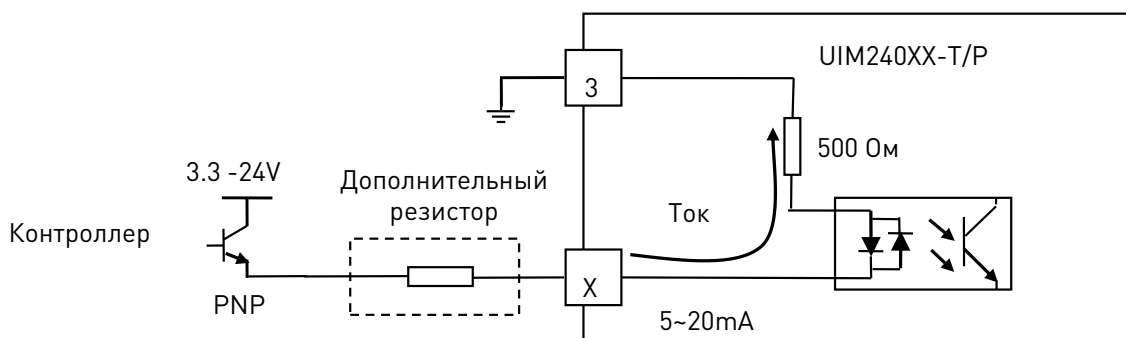 UIM240XX-T/P
3
500 Ом
3.3 -24V
Дополнительный
резистор
Ток
Контроллер
PNP
X
5~20mA